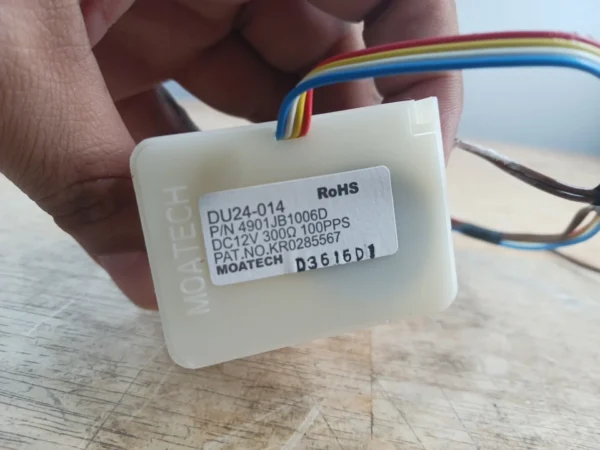 RoHS
DU24-014
P/N 4901JB1006D
DC12V 300Ω 100PPS
PAT.NO.KR0285567
MOATECH D3616D1
MOATECH